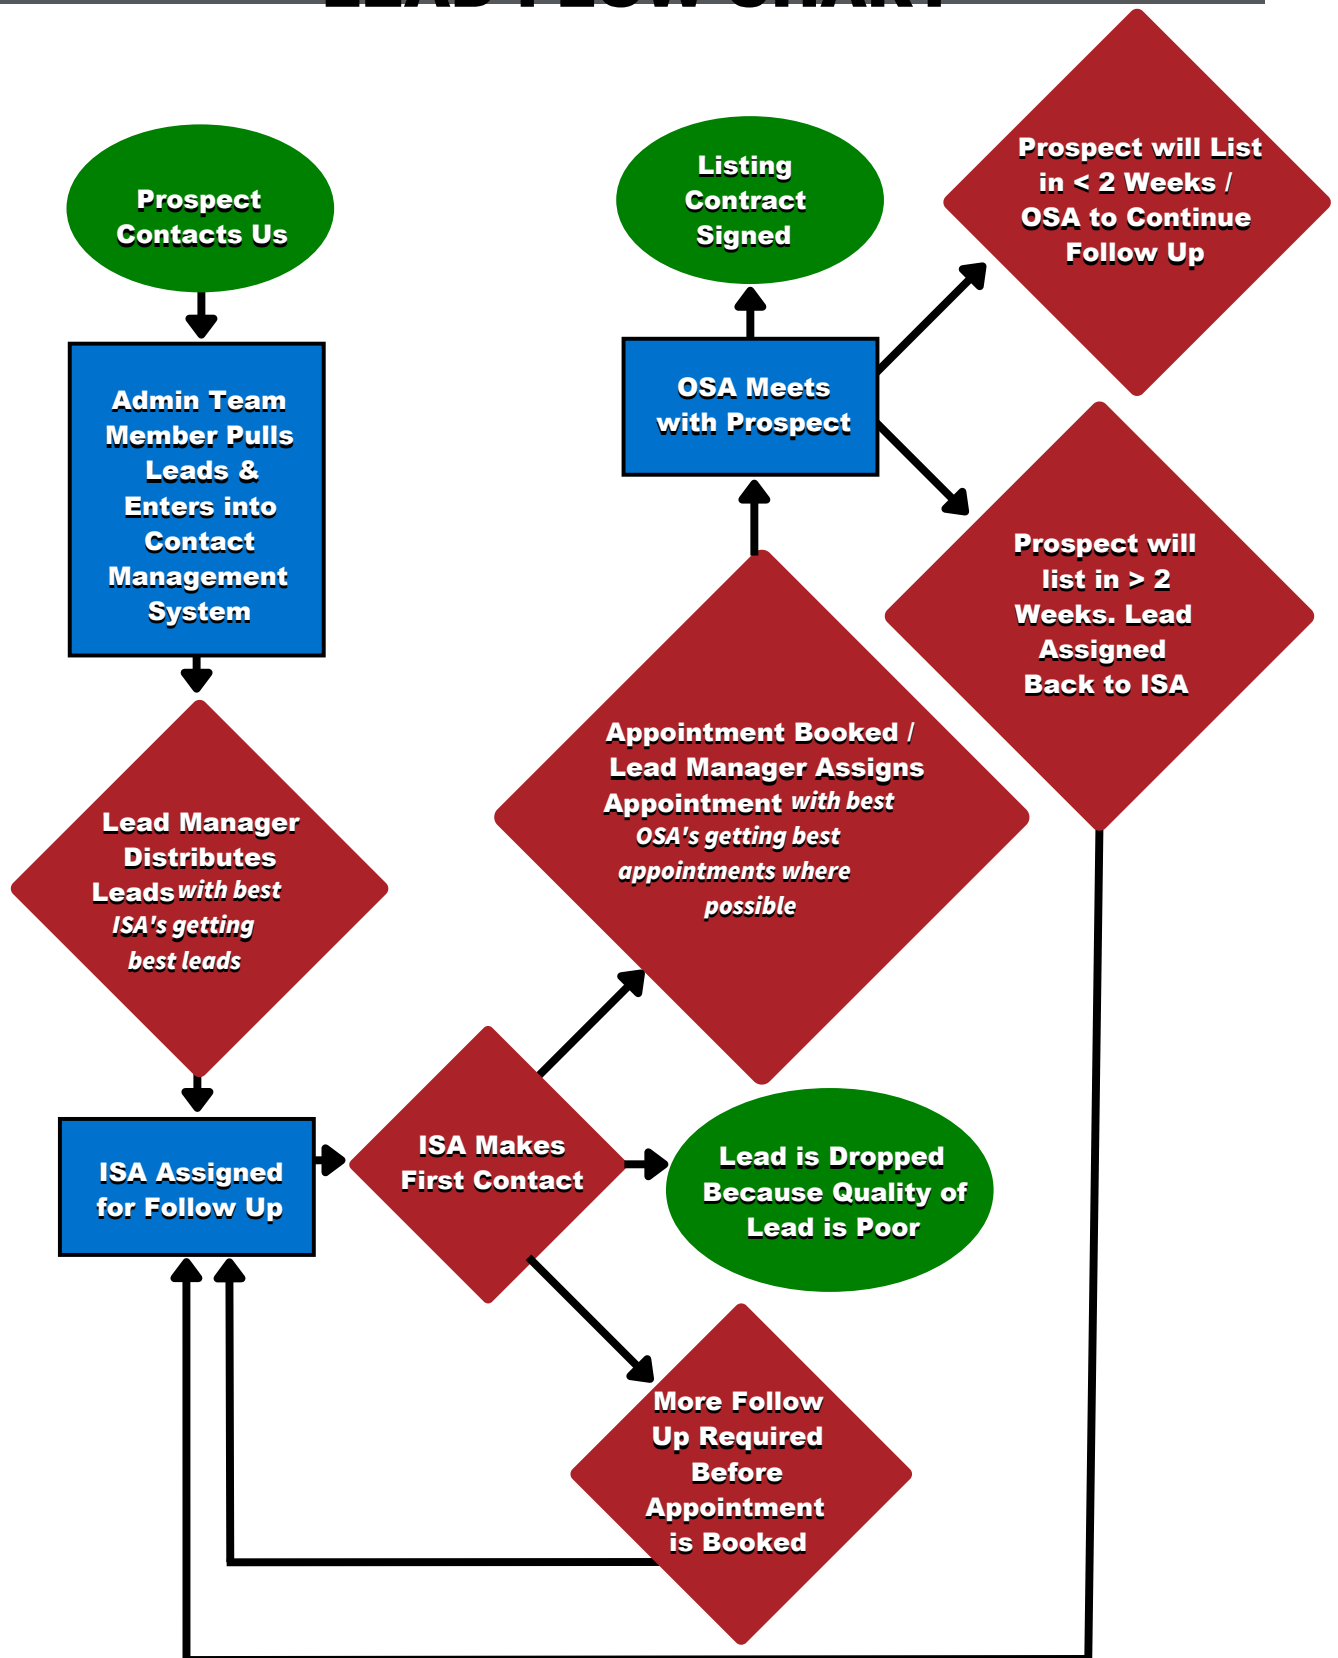 LEAD FLOW CHART
Prospect
Contacts Us
Admin Team
Member Pulls
Leads &
Enters into
Contact
Management
System
Lead Manager
Distributes
Leads with best
ISA's getting
best leads
ISA Assigned
for Follow Up
ISA Makes
First Contact
Appointment Booked /
Lead Manager Assigns
Appointment with best
OSA's getting best
appointments where
possible
Lead is Dropped
Because Quality of
Lead is Poor
More Follow
Up Required
Before
Appointment
is Booked
OSA Meets
with Prospect
Listing
Contract
Signed
Prospect will List
in < 2 Weeks /
OSA to Continue
Follow Up
Prospect will
list in > 2
Weeks. Lead
Assigned
Back to ISA